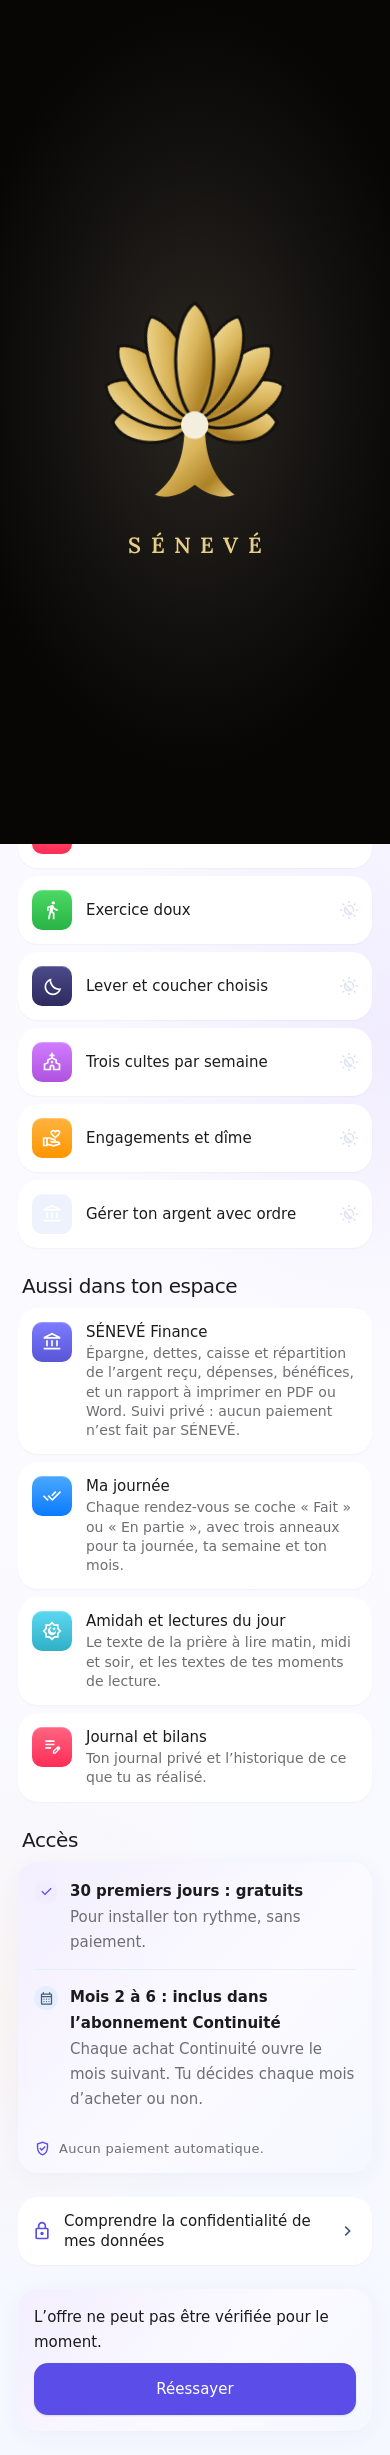 SÉNEVÉ
Exercice doux
Lever et coucher choisis
Trois cultes par semaine
Engagements et dîme
Gérer ton argent avec ordre
Aussi dans ton espace
SÉNEVÉ Finance
Épargne, dettes, caisse et répartition
de l’argent reçu, dépenses, bénéfices,
et un rapport à imprimer en PDF ou
Word. Suivi privé : aucun paiement
n’est fait par SÉNEVÉ.
Ma journée
Chaque rendez-vous se coche « Fait »
ou « En partie », avec trois anneaux
pour ta journée, ta semaine et ton
mois.
Amidah et lectures du jour
Le texte de la prière à lire matin, midi
et soir, et les textes de tes moments
de lecture.
Journal et bilans
Ton journal privé et l’historique de ce
que tu as réalisé.
Accès
30 premiers jours : gratuits
Pour installer ton rythme, sans
paiement.
Mois 2 à 6 : inclus dans
l’abonnement Continuité
Chaque achat Continuité ouvre le
mois suivant. Tu décides chaque mois
d’acheter ou non.
Aucun paiement automatique.
Comprendre la confidentialité de
mes données
L’offre ne peut pas être vérifiée pour le
moment.
Réessayer